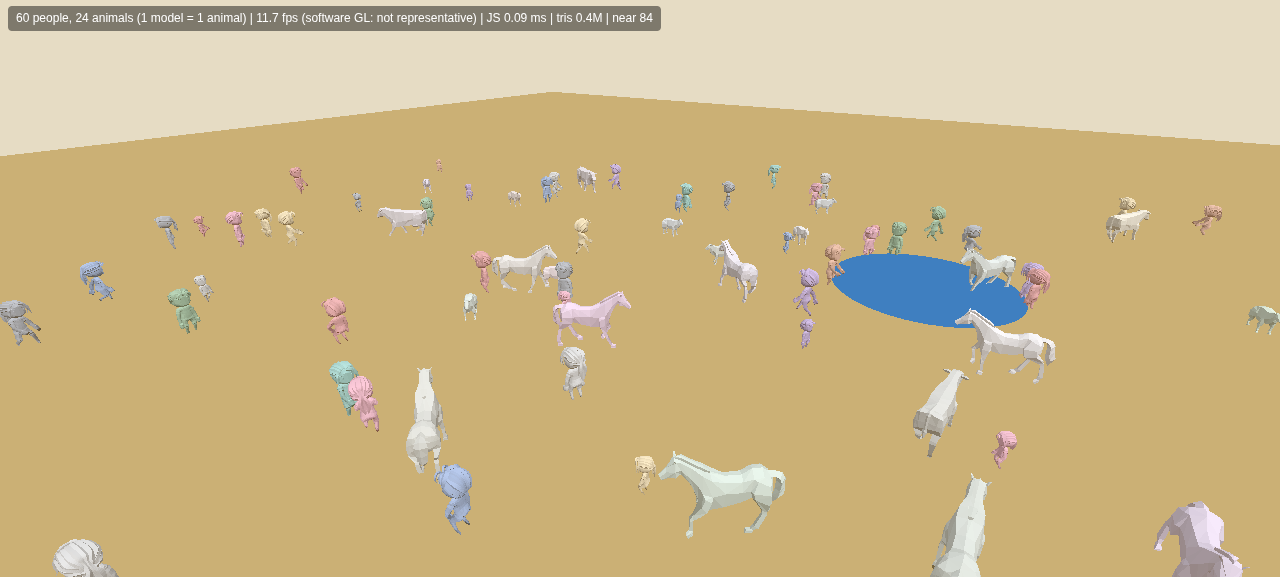 60 people, 24 animals (1 model = 1 animal) | 11.7 fps (software GL: not representative) | JS 0.09 ms | tris 0.4M | near 84